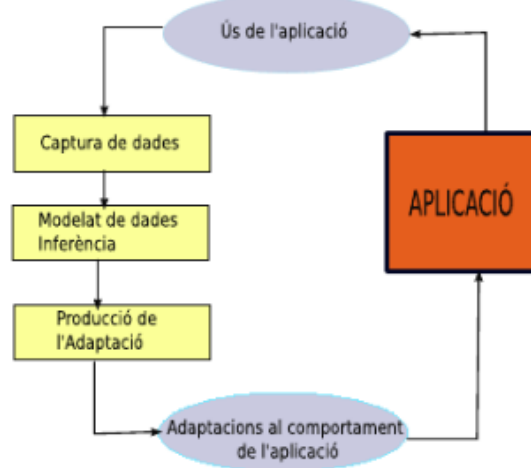 Ús de l'aplicació
Captura de dades
Modelat de dades
Inferència
Producció de
l'Adaptació
Adaptacions al comportament
de l'aplicació
APLICACIÓ